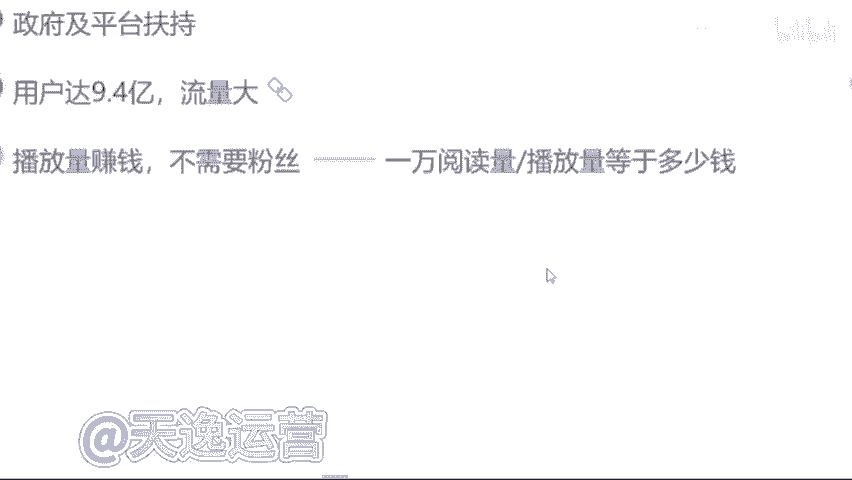 政府及平台扶持
用户达9.4亿，流量大
播放量赚钱，不需要粉丝 一万阅读量/播放量等于多少钱
@天逸运营
bilibili